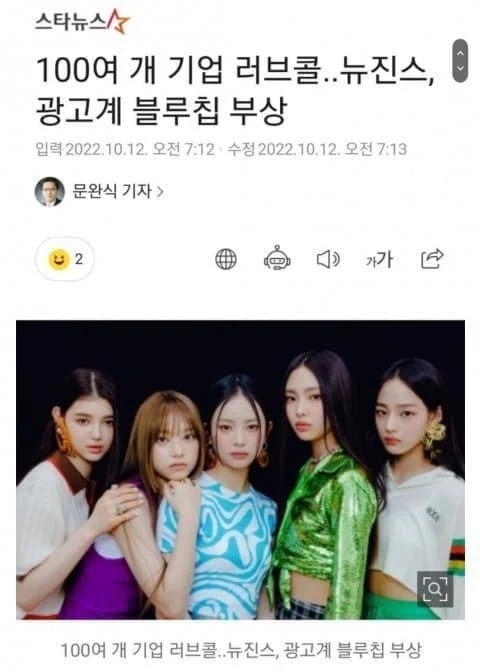 스타뉴스
100여 개 기업 러브콜..뉴진스,
광고계 블루칩 부상
입력 2022.10.12. 오전 7:12 · 수정 2022.10.12. 오전 7:13
문완식 기자 >
2
가가
100여 개 기업 러브콜..뉴진스, 광고계 블루칩 부상